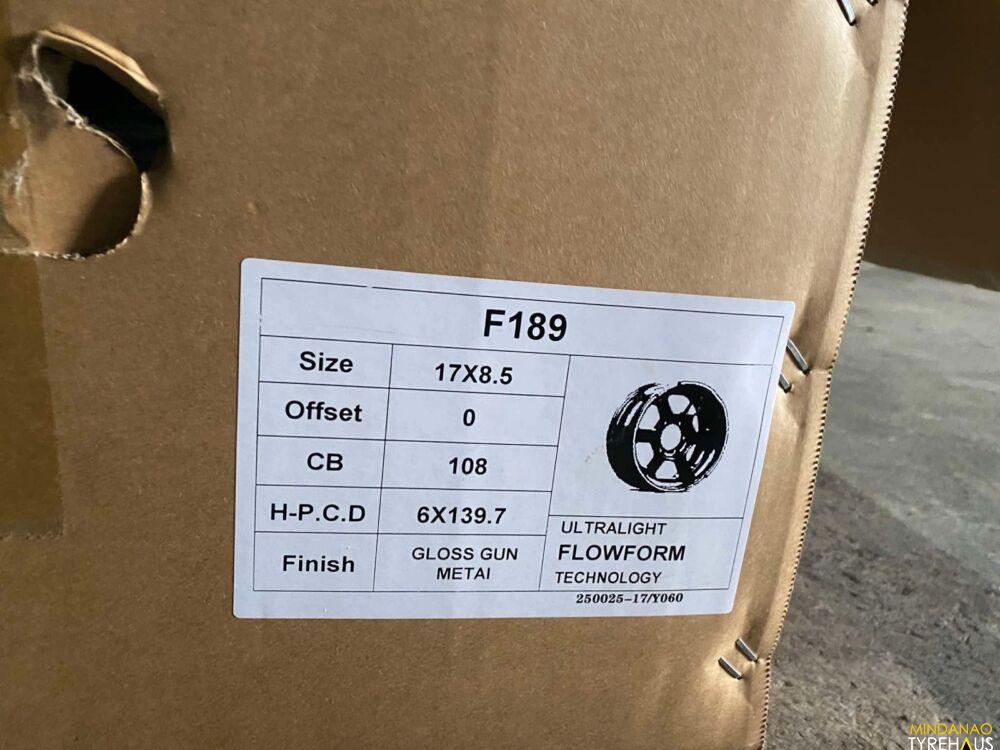 F189
Size 17X8.5
Offset 0
CB 108
H-P.C.D 6X139.7
Finish GLOSS GUN
METAI
ULTRALIGHT
FLOWFORM
TECHNOLOGY
250025-17/Y060
MINDANAO
TYREHAUS